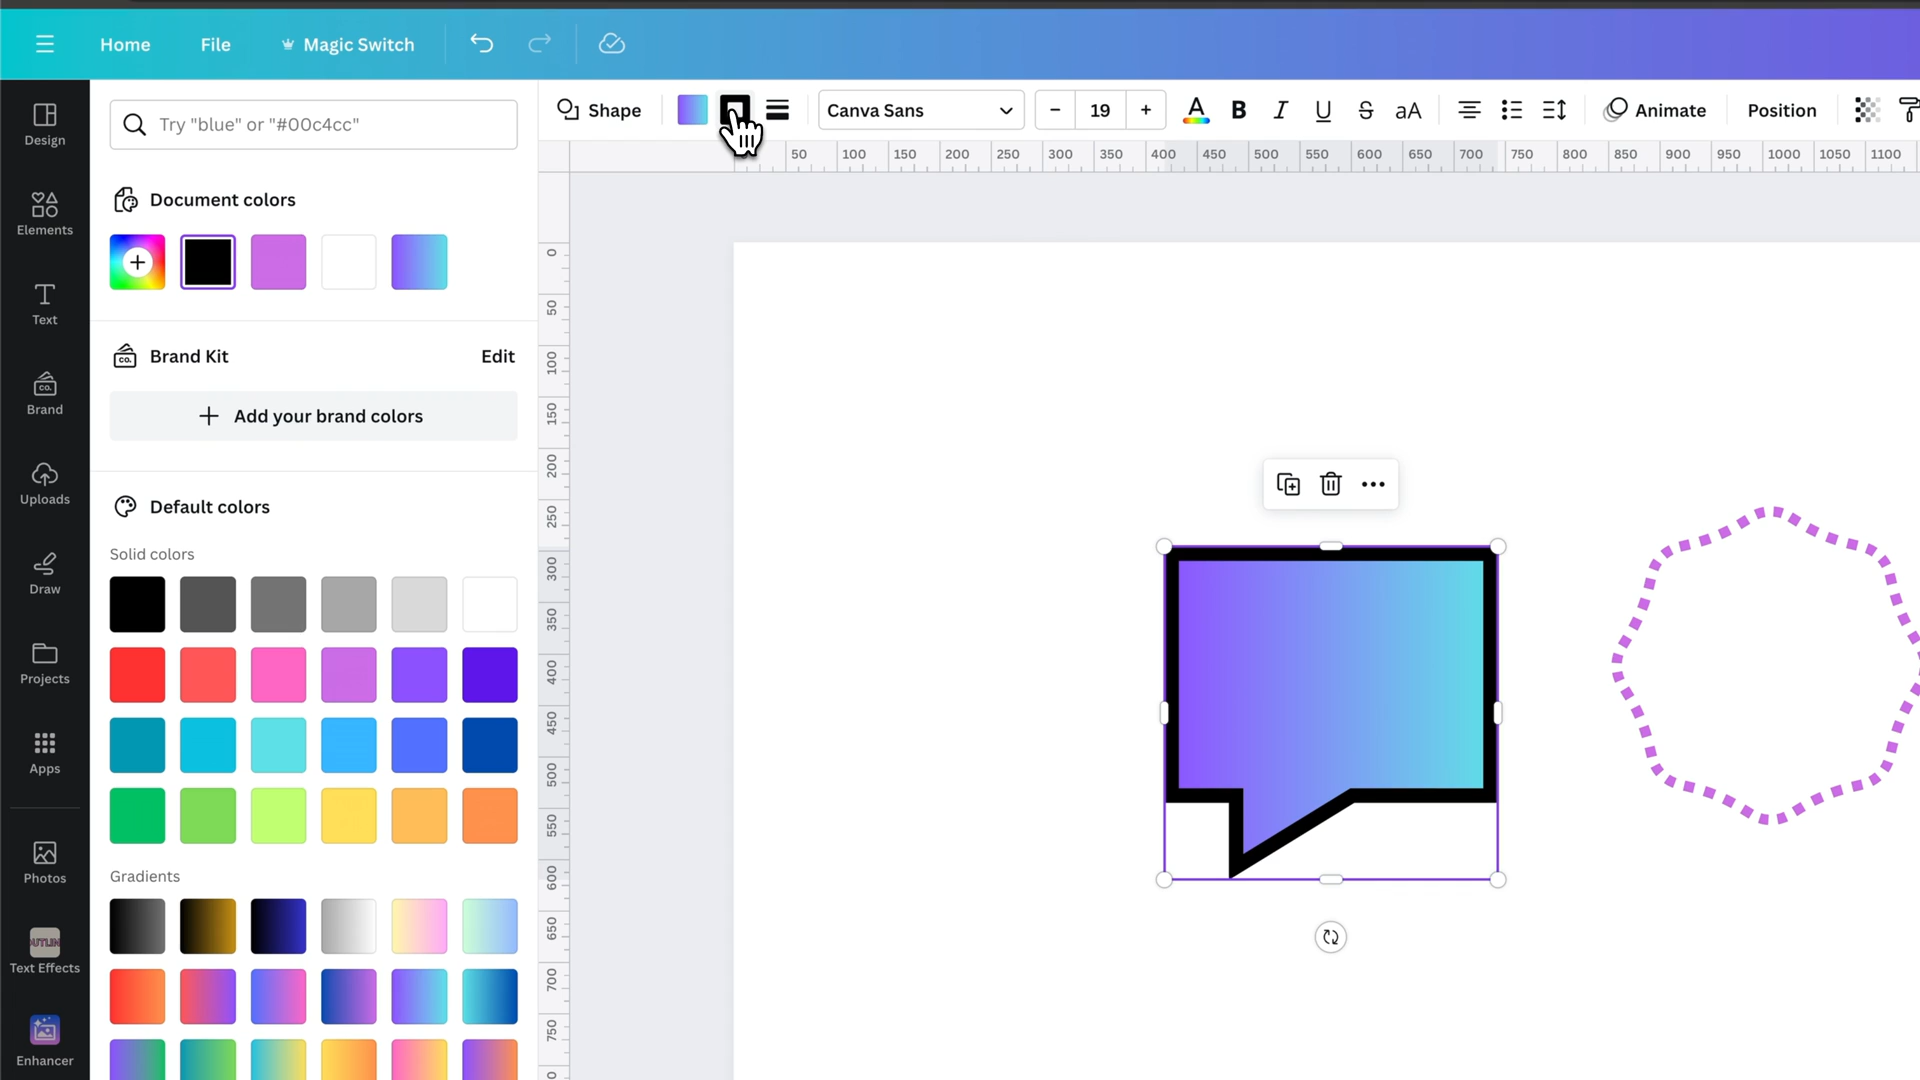 Home
File
Magic Switch
Design
Elements
Text
Brand
Uploads
Draw
Projects
Apps
Photos
Text Effects
Enhancer
CO.
OUTLIN
Try "blue" or "#00c4cc"
Document colors
CO.
Brand Kit
Edit
Add your brand colors
Default colors
Solid colors
Gradients
Shape
Canva Sans
– 19 +
A B I U S aA
Animate
Position
50 100 150 200 250 300 350 400 450 500 550 600 650 700 750 800 850 900 950 1000 1050 1100
0
50
100
150
200
250
300
350
400
450
500
550
600
650
700
750